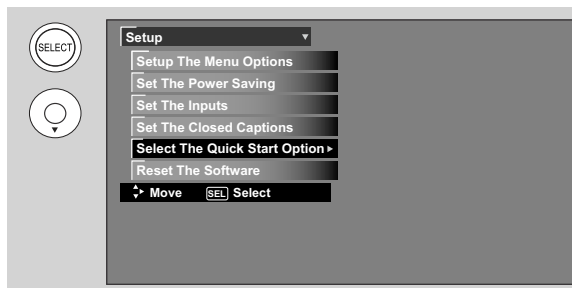 SELECT
Setup
Setup The Menu Options
Set The Power Saving
Set The Inputs
Set The Closed Captions
Select The Quick Start Option
Reset The Software
Move SEL Select